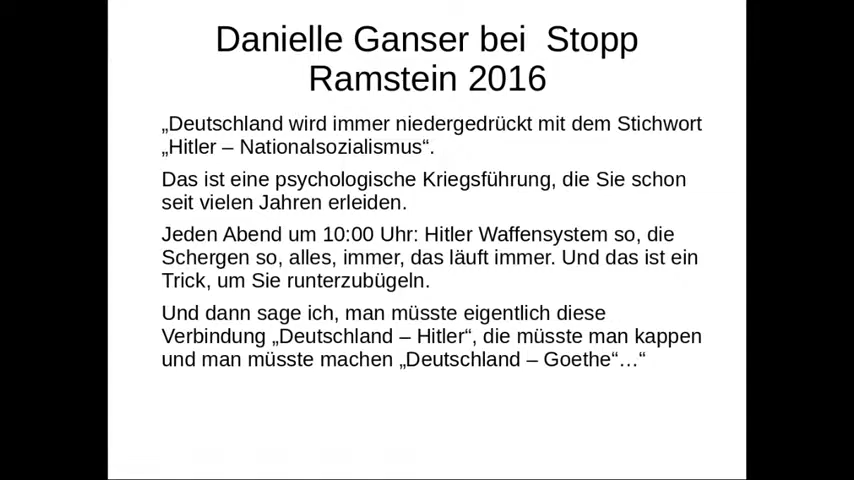 Danielle Ganser bei  Stopp
Ramstein 2016
„Deutschland wird immer niedergedrückt mit dem Stichwort
„Hitler – Nationalsozialismus“.
Das ist eine psychologische Kriegsführung, die Sie schon
seit vielen Jahren erleiden.
Jeden Abend um 10:00 Uhr: Hitler Waffensystem so, die
Schergen so, alles, immer, das läuft immer. Und das ist ein
Trick, um Sie runterzubügeln.
Und dann sage ich, man müsste eigentlich diese
Verbindung „Deutschland – Hitler“, die müsste man kappen
und man müsste machen „Deutschland – Goethe“…“